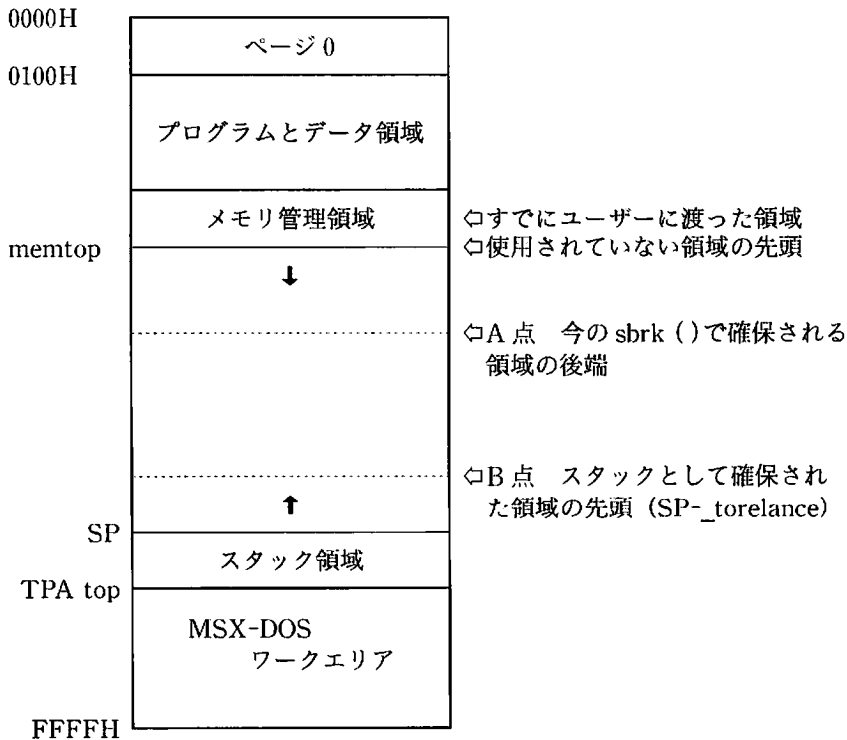 0000H
ページ 0
0100H
プログラムとデータ領域
メモリ管理領域
⇦すでにユーザーに渡った領域
memtop
⇦使用されていない領域の先頭
⇦A 点 今の sbrk ( )で確保される
領域の後端
⇦B 点 スタックとして確保され
た領域の先頭（SP-_torelance）
SP
スタック領域
TPA top
MSX-DOS
ワークエリア
FFFFH